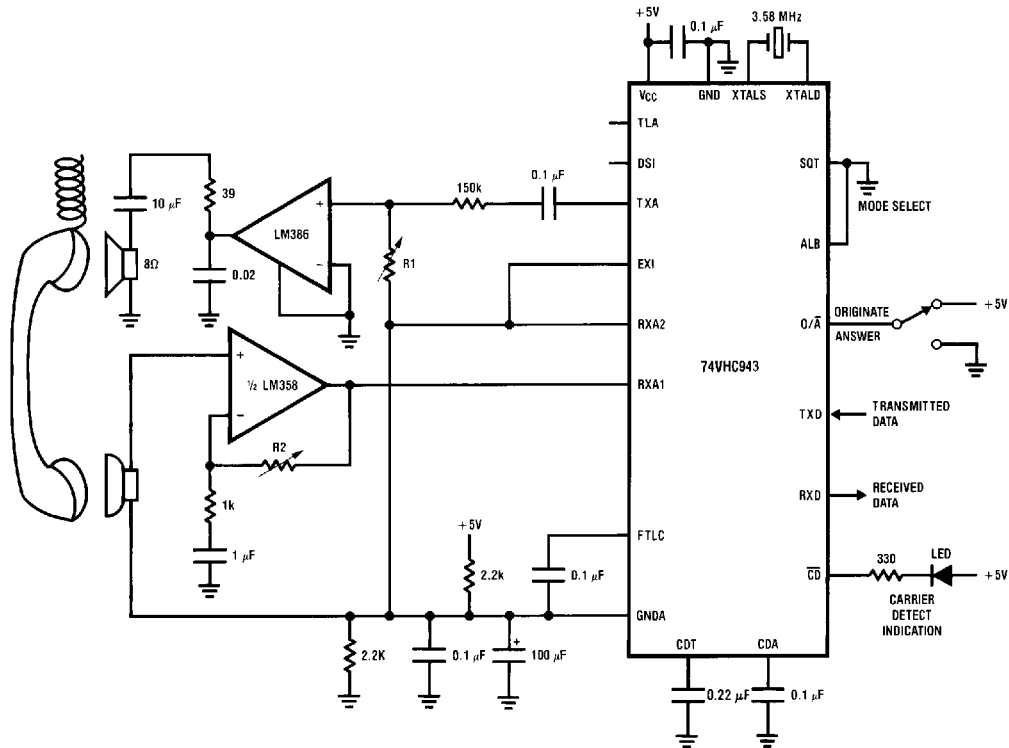 +5V
0.1 µF
3.58 MHz
VCC
GND
XTALS
XTALD
TLA
DSI
SQT
MODE SELECT
39
10 µF
LM386
+
−
150k
0.1 µF
TXA
ALB
8Ω
0.02
R1
EXI
+5V
ORIGINATE
O/A̅
ANSWER
RXA2
74VHC943
½ LM358
+
−
RXA1
TXD
TRANSMITTED
DATA
R2
1k
RXD
RECEIVED
DATA
1 µF
+5V
2.2k
FTLC
0.1 µF
C̅D̅
330
LED
+5V
CARRIER
DETECT
INDICATION
GNDA
2.2K
0.1 µF
+
100 µF
CDT
CDA
0.22 µF
0.1 µF